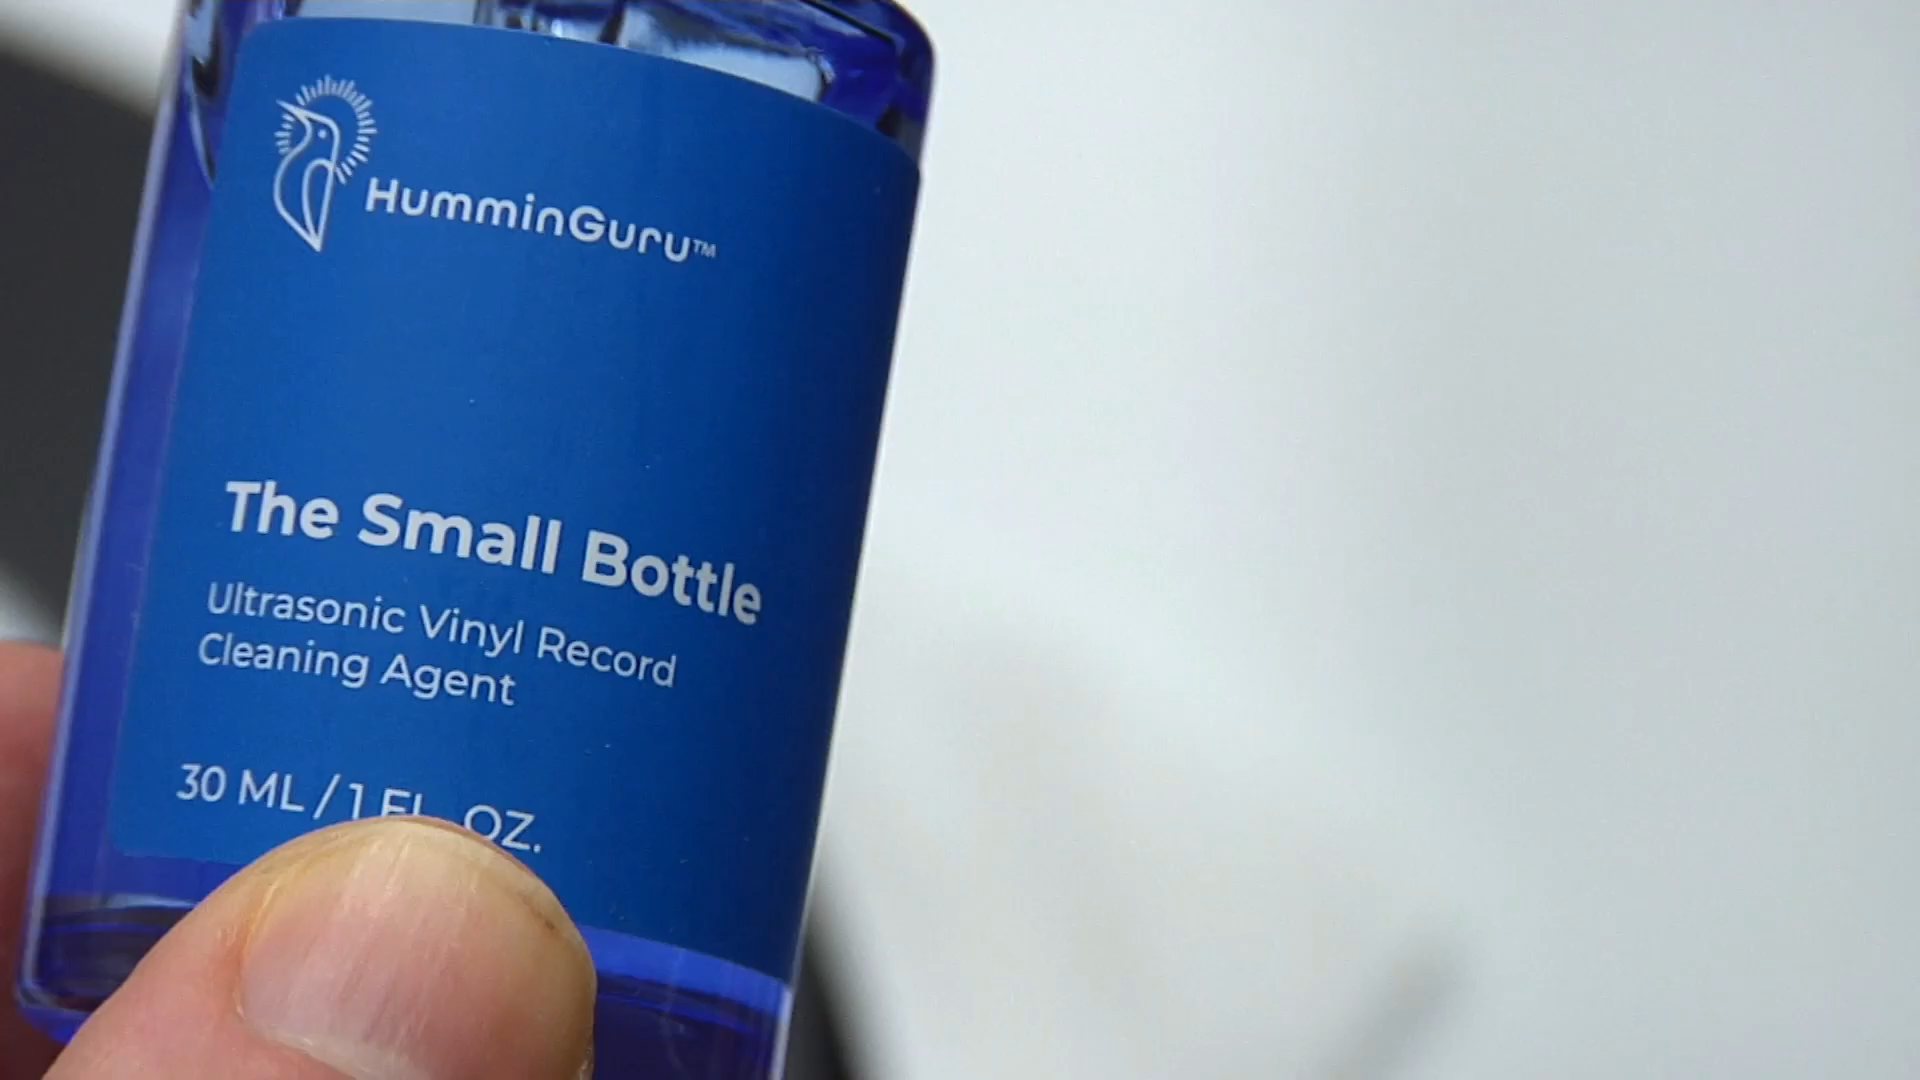 HumminGuru™
The Small Bottle
Ultrasonic Vinyl Record
Cleaning Agent
30 ML / 1 FL. OZ.